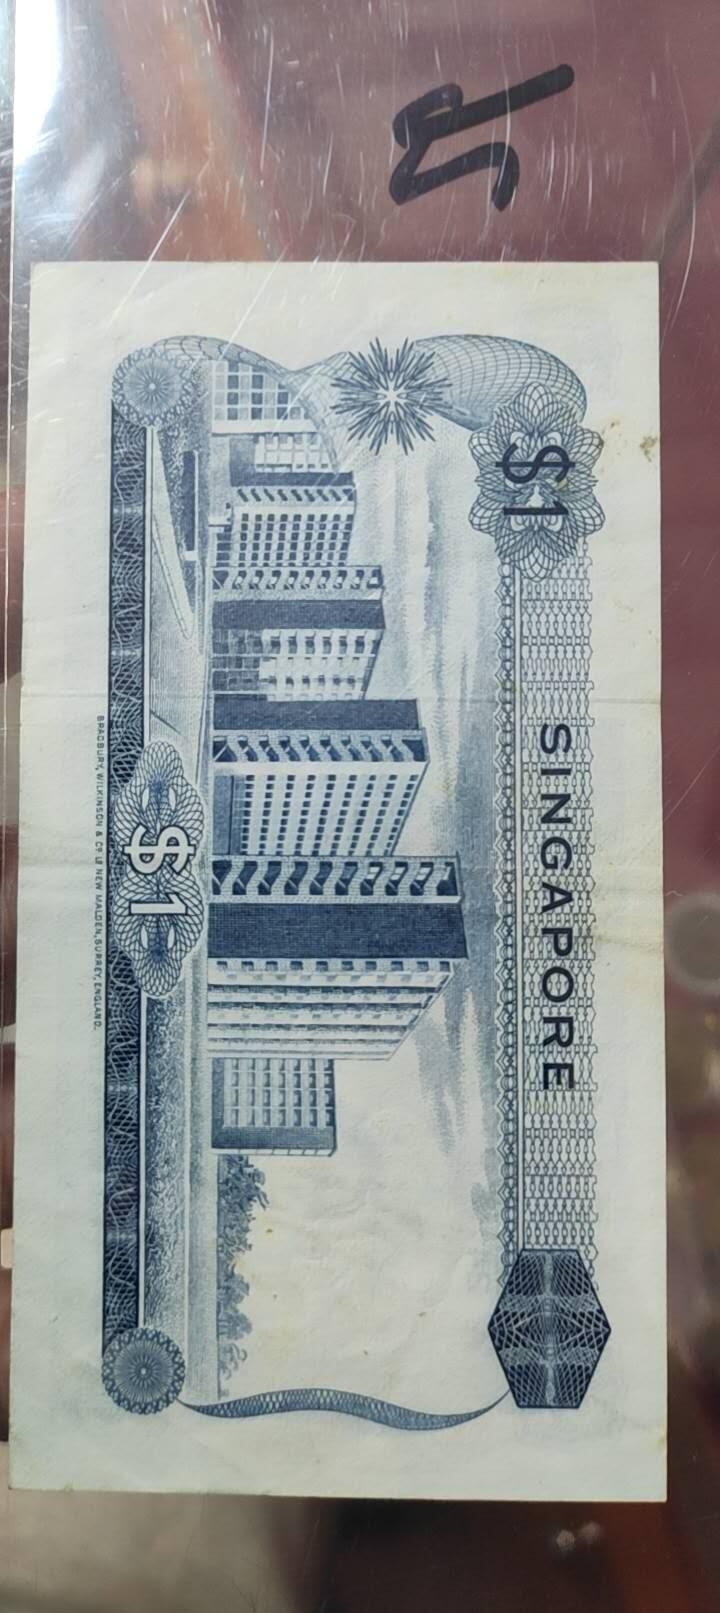 $1
SINGAPORE
$1
BRADBURY, WILKINSON & Cº Lᴰ NEW MALDEN, SURREY, ENGLAND.